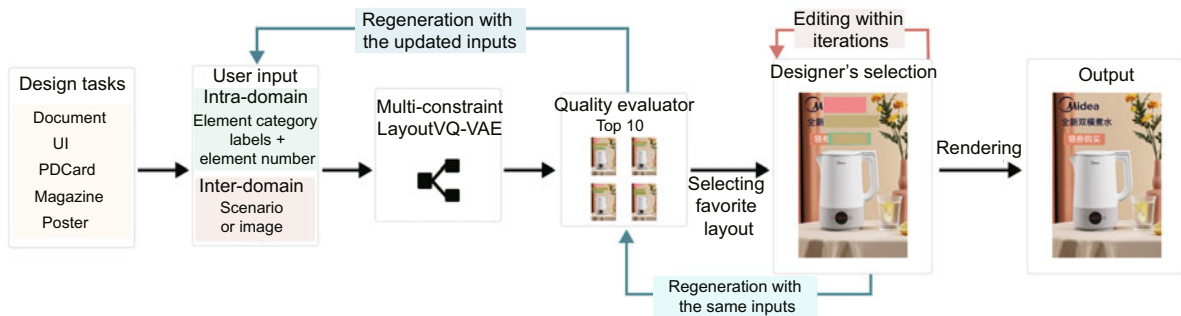 Regeneration with
the updated inputs
Editing within
iterations
Design tasks
Document
UI
PDCard
Magazine
Poster
User input
Intra-domain
Element category
labels +
element number
Inter-domain
Scenario
or image
Multi-constraint
LayoutVQ-VAE
Quality evaluator
Top 10
Selecting
favorite
layout
Designer's selection
全新
Rendering
Output
Midea
全新双模煮水
领券购买
Regeneration with
the same inputs